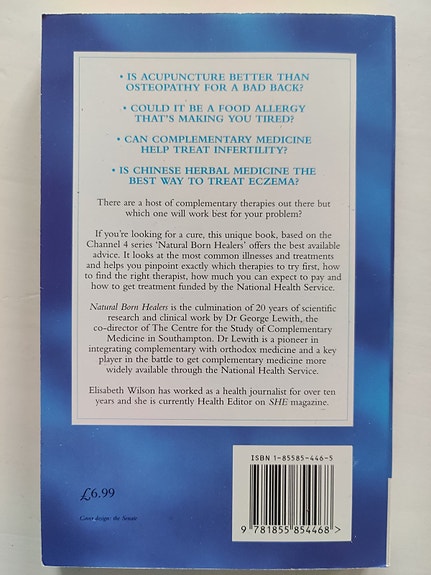 • IS ACUPUNCTURE BETTER THAN
OSTEOPATHY FOR A BAD BACK?
• COULD IT BE A FOOD ALLERGY
THAT'S MAKING YOU TIRED?
• CAN COMPLEMENTARY MEDICINE
HELP TREAT INFERTILITY?
• IS CHINESE HERBAL MEDICINE THE
BEST WAY TO TREAT ECZEMA?
There are a host of complementary therapies out there but
which one will work best for your problem?
If you're looking for a cure, this unique book, based on the
Channel 4 series 'Natural Born Healers' offers the best available
advice. It looks at the most common illnesses and treatments
and helps you pinpoint exactly which therapies to try first, how
to find the right therapist, how much you can expect to pay and
how to get treatment funded by the National Health Service.
Natural Born Healers is the culmination of 20 years of scientific
research and clinical work by Dr George Lewith, the
co-director of The Centre for the Study of Complementary
Medicine in Southampton. Dr Lewith is a pioneer in
integrating complementary with orthodox medicine and a key
player in the battle to get complementary medicine more
widely available through the National Health Service.
Elisabeth Wilson has worked as a health journalist for over ten
years and she is currently Health Editor on SHE magazine.
ISBN 1-85585-446-5
£6.99
Cover design: the Senate
9 781855 854468 >